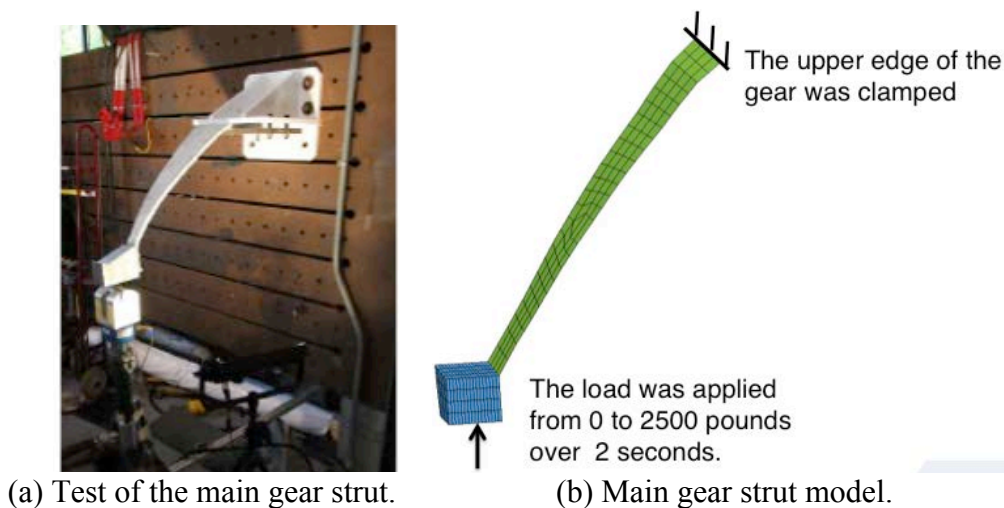 The upper edge of the
gear was clamped
The load was applied
from 0 to 2500 pounds
over 2 seconds.
(a) Test of the main gear strut.
(b) Main gear strut model.